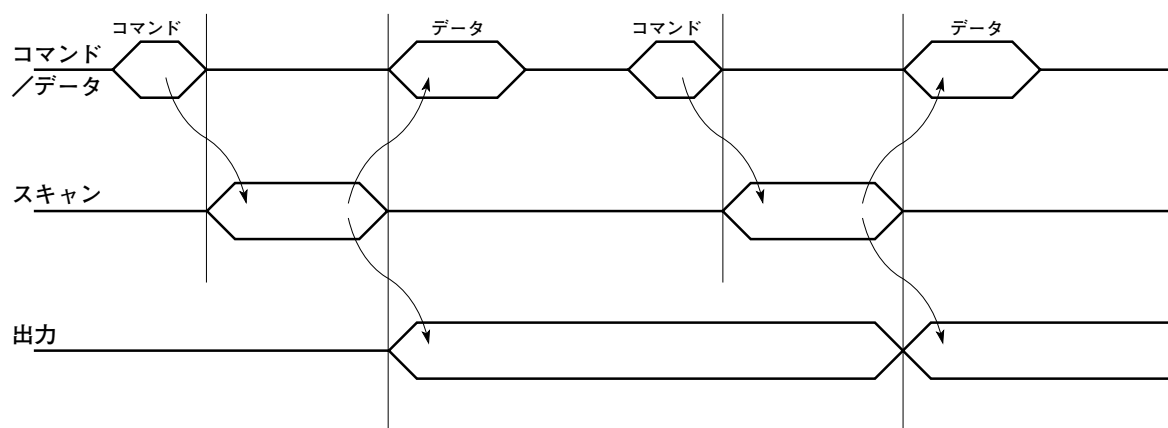 コマンド
データ
コマンド
データ
コマンド
／データ
スキャン
出力